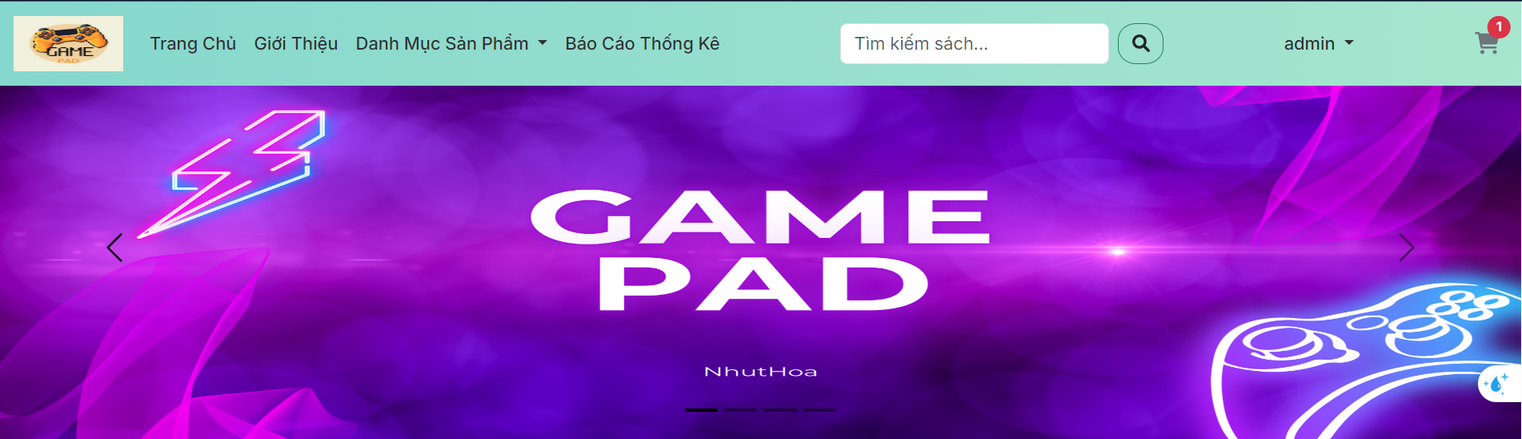 GAME
PAD
Trang Chủ Giới Thiệu Danh Mục Sản Phẩm Báo Cáo Thống Kê Tìm kiếm sách... admin 1
GAME
PAD
NhutHoa